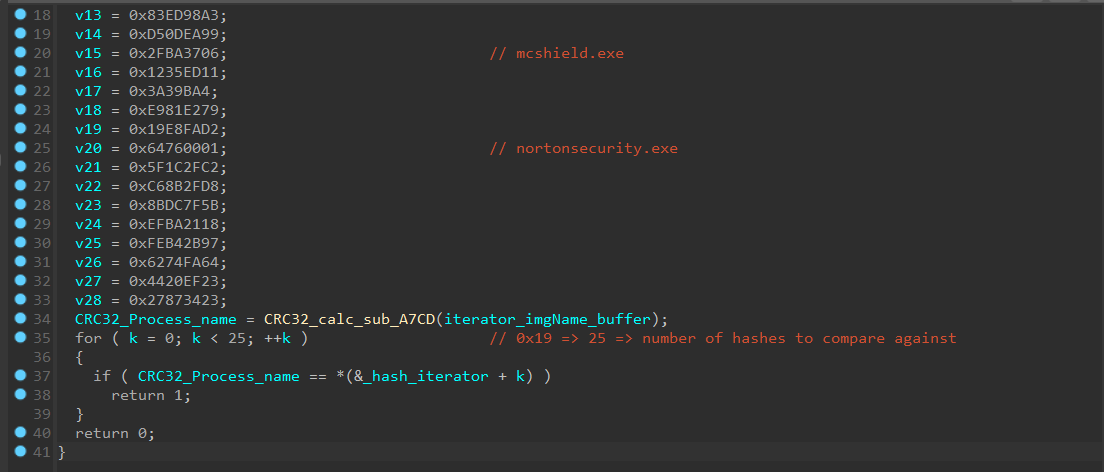 18 v13 = 0x83ED98A3;
19 v14 = 0xD50DEA99;
20 v15 = 0x2FBA3706; // mcshield.exe
21 v16 = 0x1235ED11;
22 v17 = 0x3A39BA4;
23 v18 = 0xE981E279;
24 v19 = 0x19E8FAD2;
25 v20 = 0x64760001; // nortonsecurity.exe
26 v21 = 0x5F1C2FC2;
27 v22 = 0xC68B2FD8;
28 v23 = 0x8BDC7F5B;
29 v24 = 0xEFBA2118;
30 v25 = 0xFEB42B97;
31 v26 = 0x6274FA64;
32 v27 = 0x4420EF23;
33 v28 = 0x27873423;
34 CRC32_Process_name = CRC32_calc_sub_A7CD(iterator_imgName_buffer);
35 for ( k = 0; k < 25; ++k ) // 0x19 => 25 => number of hashes to compare against
36 {
37 if ( CRC32_Process_name == *(&_hash_iterator + k) )
38 return 1;
39 }
40 return 0;
41 }